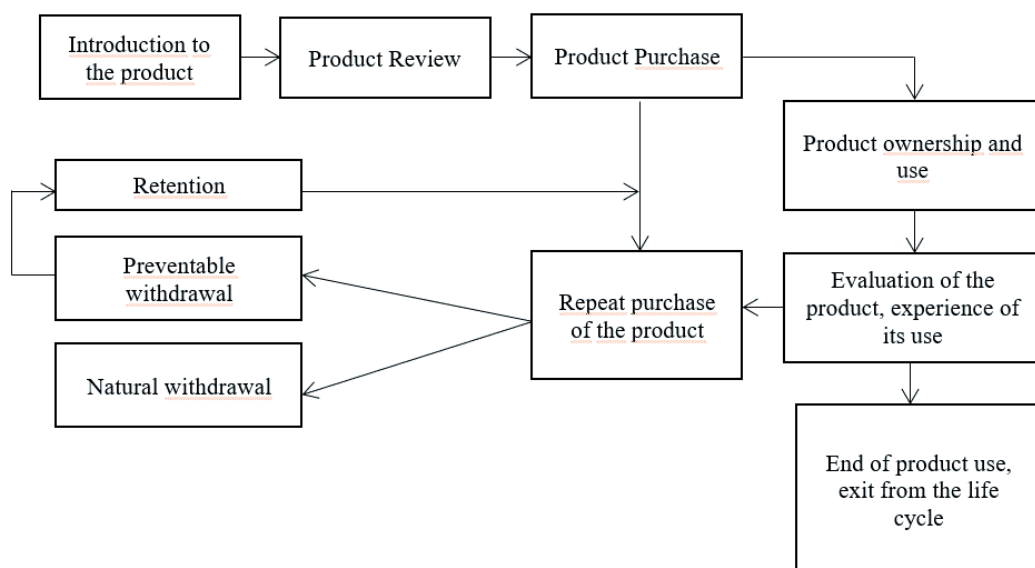 Introduction to
the product
Product Review
Product Purchase
Product ownership and
use
Retention
Preventable
withdrawal
Repeat purchase
of the product
Evaluation of the
product, experience of
its use
Natural withdrawal
End of product use,
exit from the life
cycle